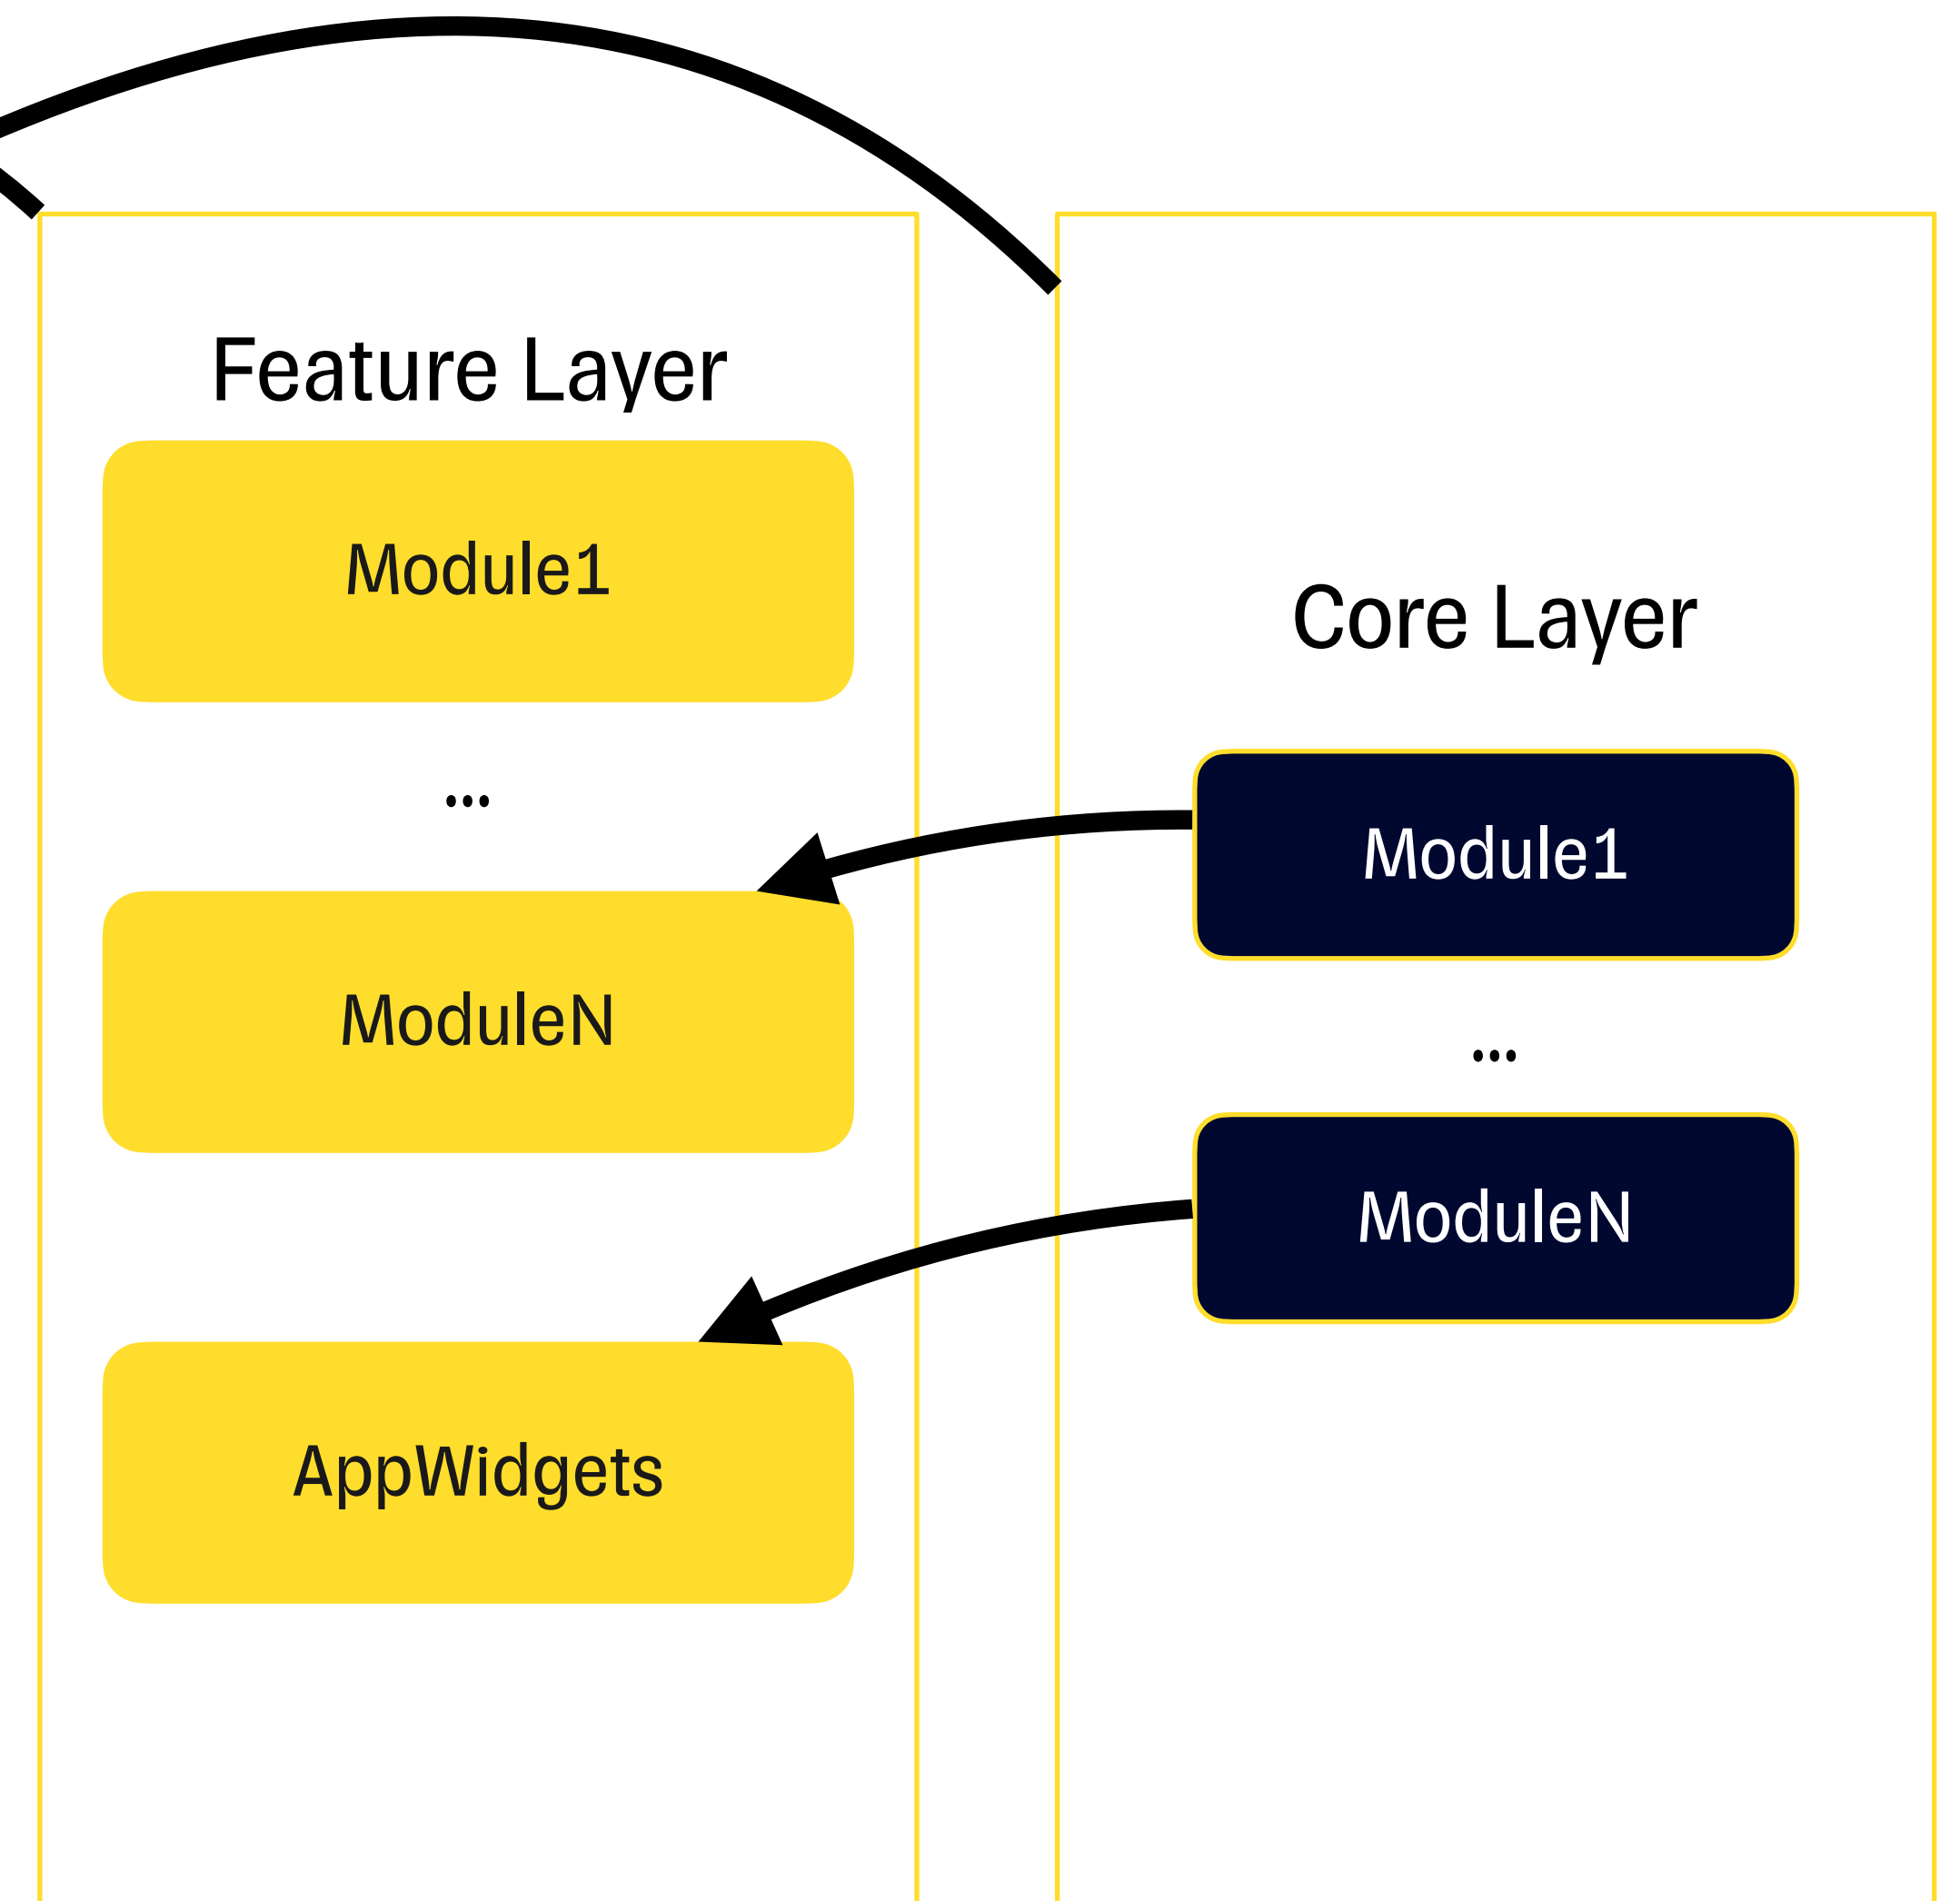 Feature Layer
Module1
...
ModuleN
AppWidgets
Core Layer
Module1
...
ModuleN